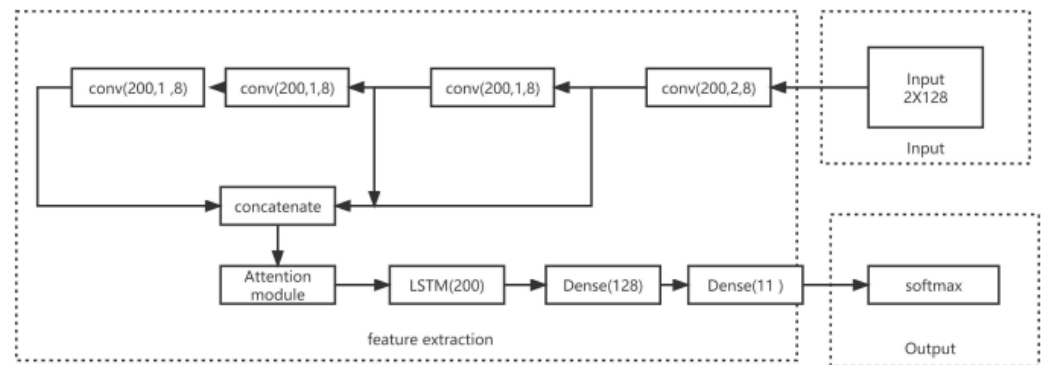 conv(200,1 ,8)
conv(200,1,8)
conv(200,1,8)
conv(200,2,8)
Input
2X128
Input
concatenate
Attention
module
LSTM(200)
Dense(128)
Dense(11 )
softmax
feature extraction
Output